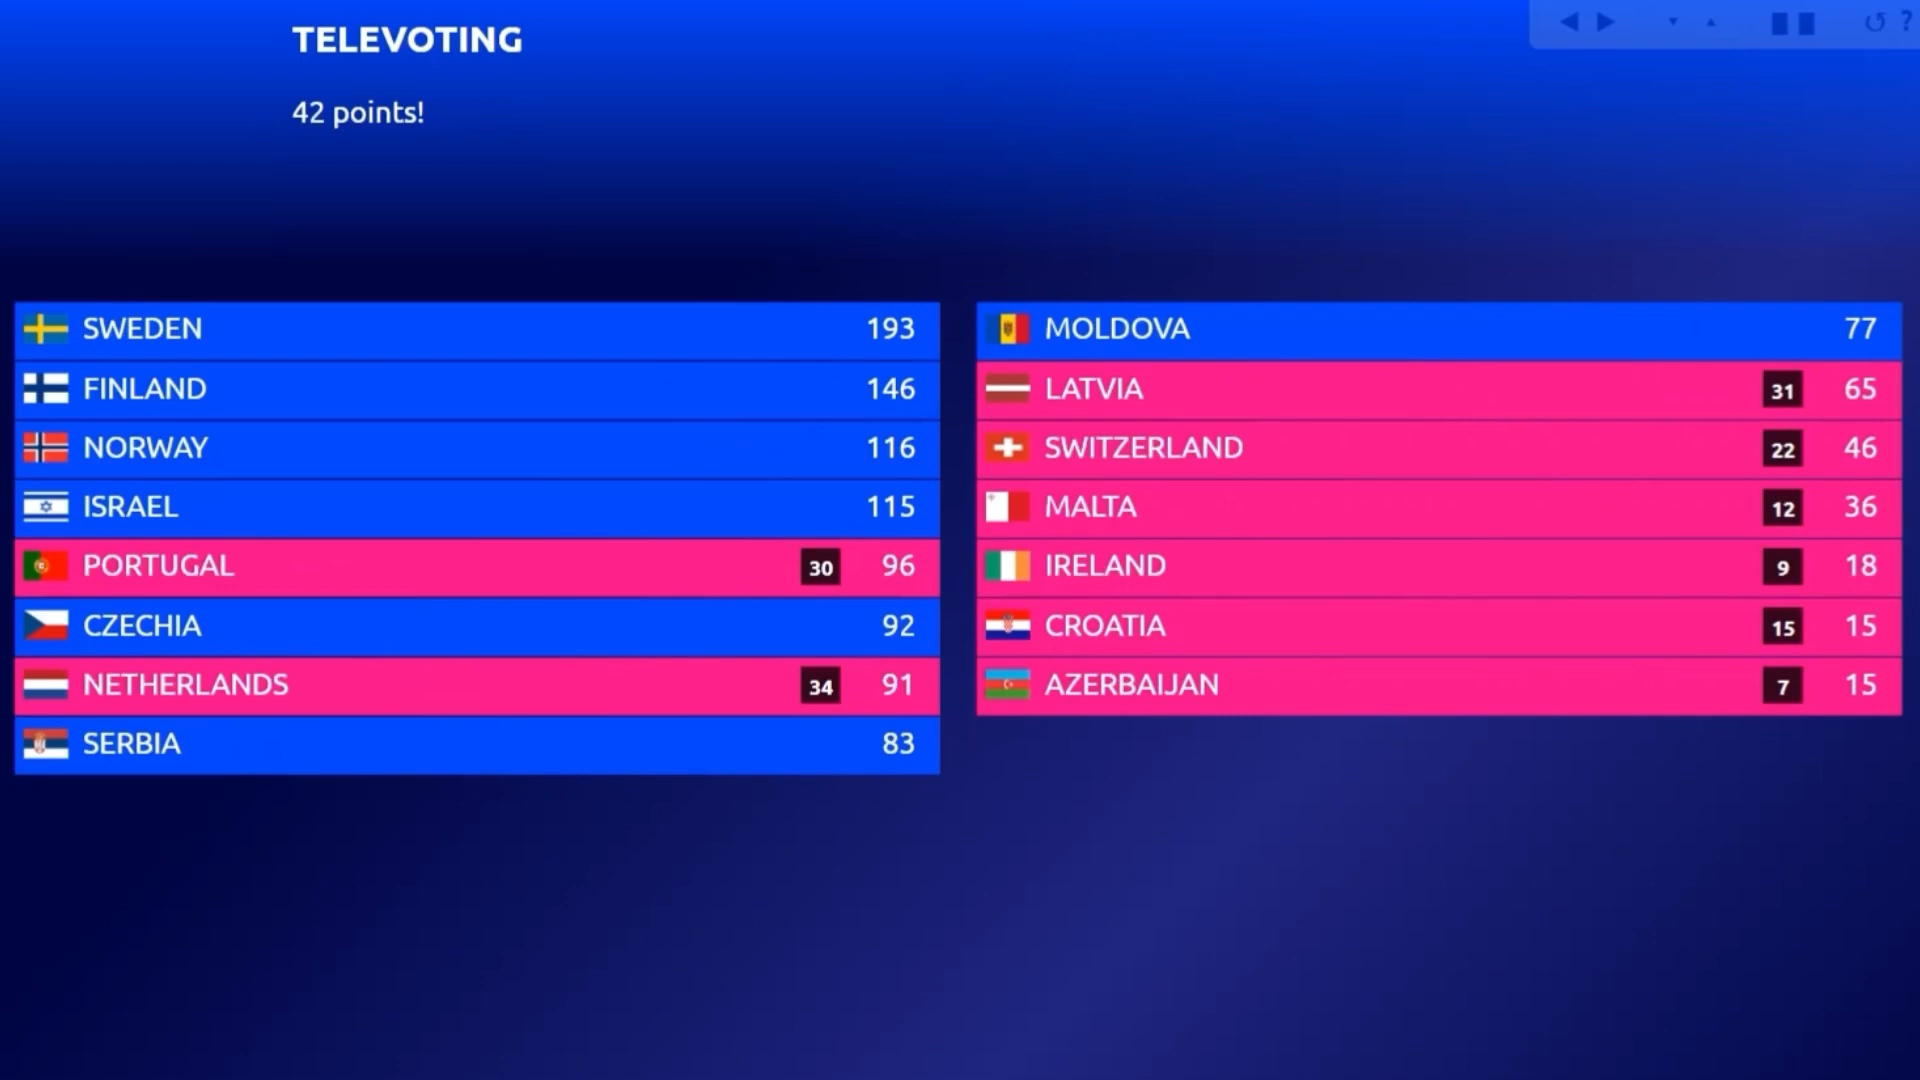 TELEVOTING
42 points!
SWEDEN 193
FINLAND 146
NORWAY 116
ISRAEL 115
PORTUGAL 30 96
CZECHIA 92
NETHERLANDS 34 91
SERBIA 83
MOLDOVA 77
LATVIA 31 65
SWITZERLAND 22 46
MALTA 12 36
IRELAND 9 18
CROATIA 15 15
AZERBAIJAN 7 15
?